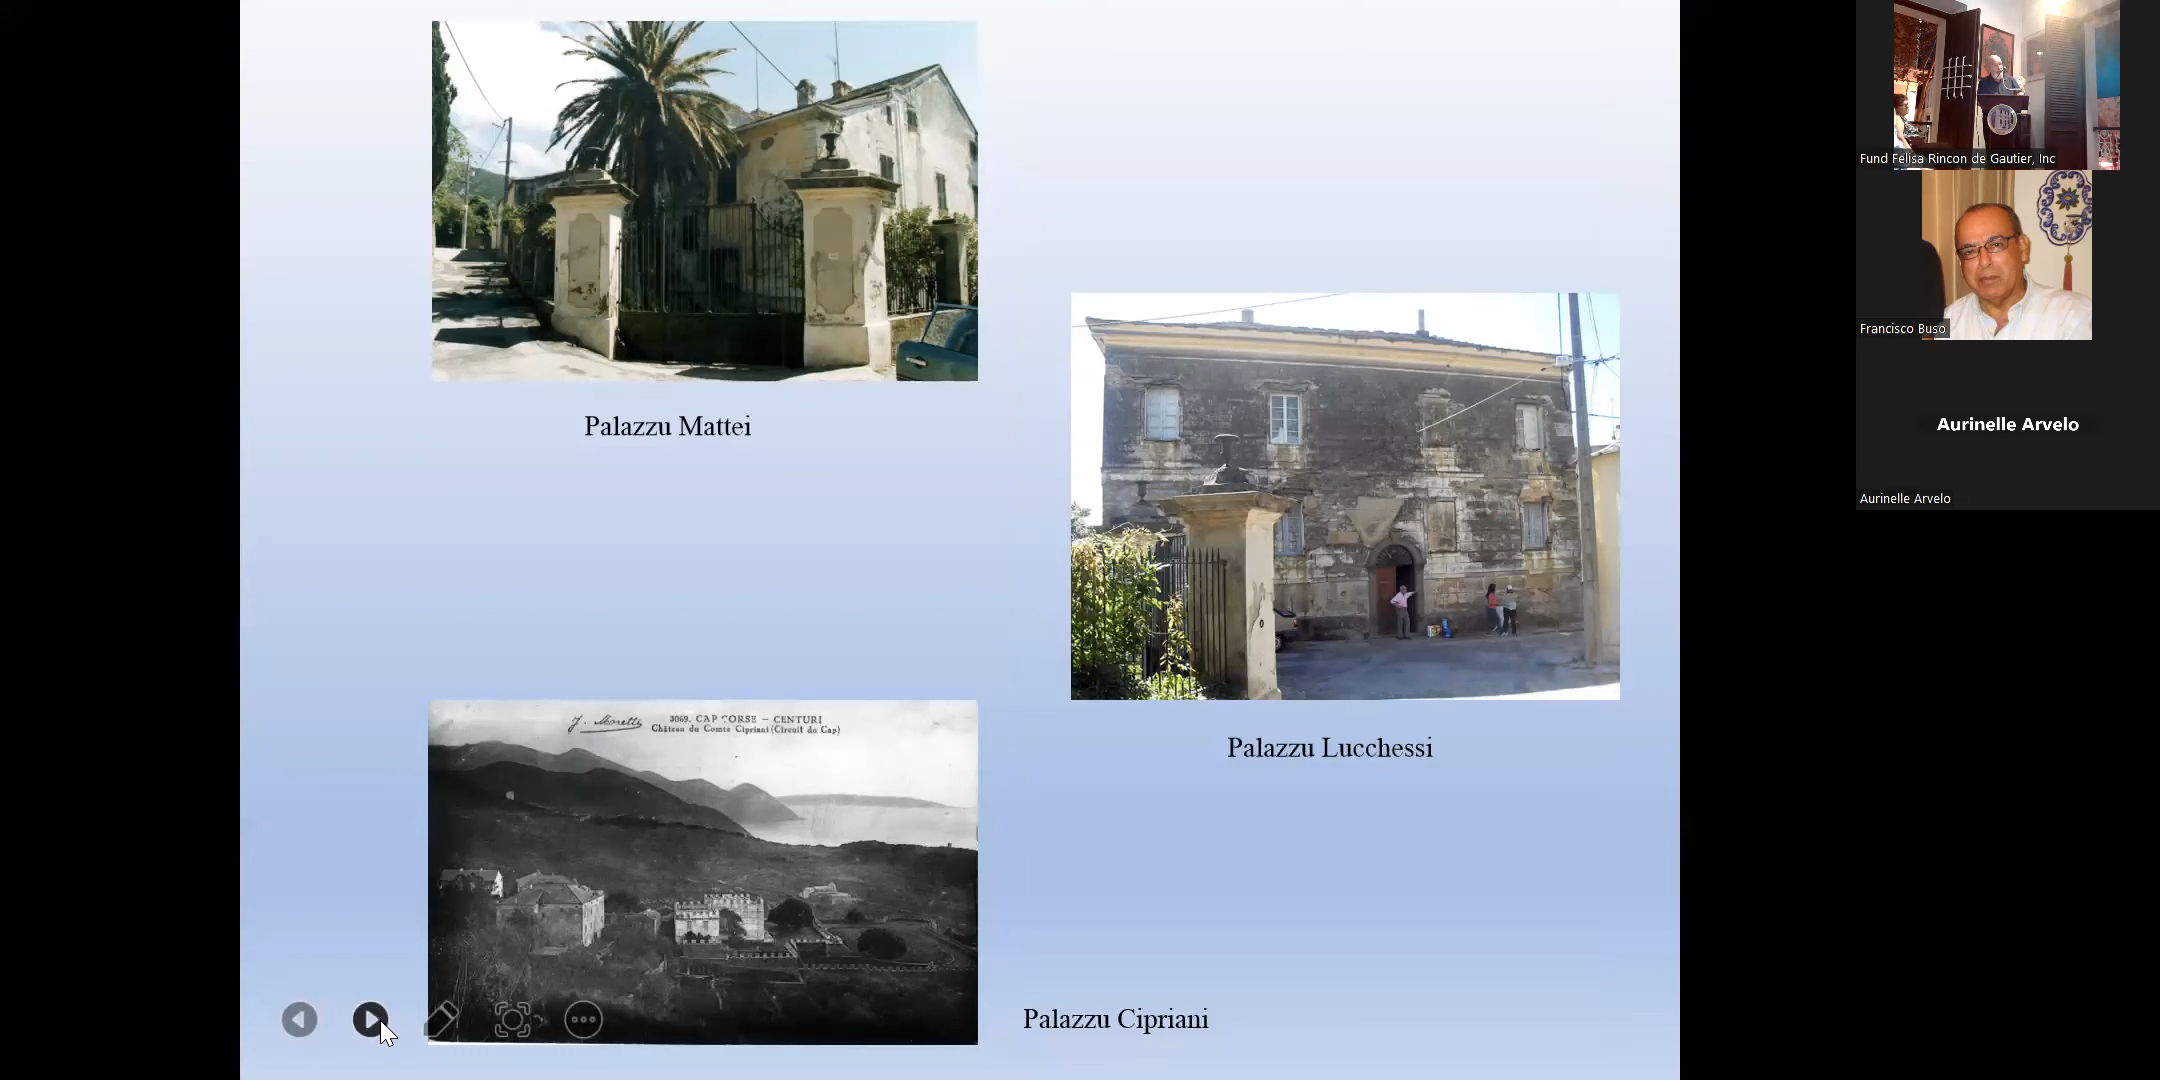 Palazzu Mattei
Palazzu Lucchessi
J. Moretti
3069. CAP CORSE – CENTURI
Château du Comte Cipriani (Circuit du Cap)
Palazzu Cipriani
Fund Felisa Rincon de Gautier, Inc
Francisco Buso
Aurinelle Arvelo
Aurinelle Arvelo